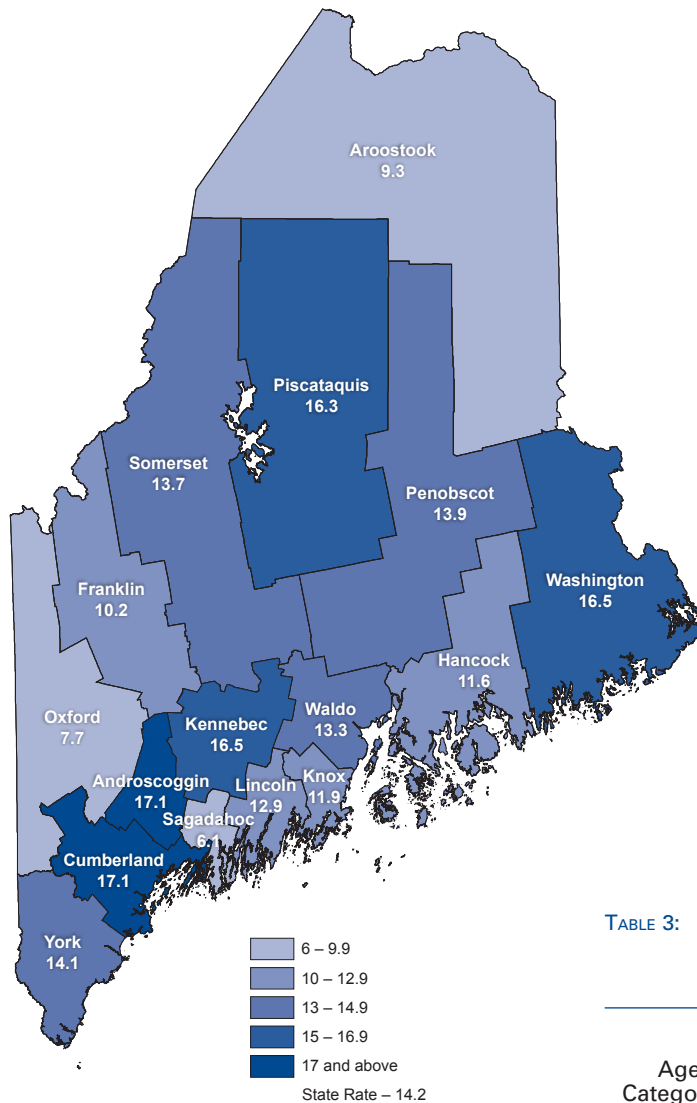 Aroostook
9.3
Piscataquis
16.3
Somerset
13.7
Penobscot
13.9
Washington
16.5
Franklin
10.2
Hancock
11.6
Oxford
7.7
Kennebec
16.5
Waldo
13.3
Androscoggin
17.1
Lincoln
12.9
Knox
11.9
Sagadahoc
6.1
Cumberland
17.1
York
14.1
TABLE 3:
6 – 9.9
10 – 12.9
13 – 14.9
15 – 16.9
17 and above
State Rate – 14.2
Age
Catego